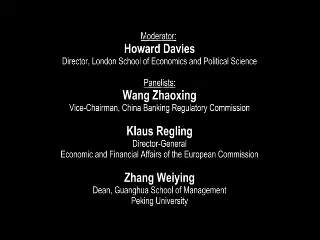 Moderator:
Howard Davies
Director, London School of Economics and Political Science
Panelists:
Wang Zhaoxing
Vice-Chairman, China Banking Regulatory Commission
Klaus Regling
Director-General
Economic and Financial Affairs of the European Commission
Zhang Weiying
Dean, Guanghua School of Management
Peking University